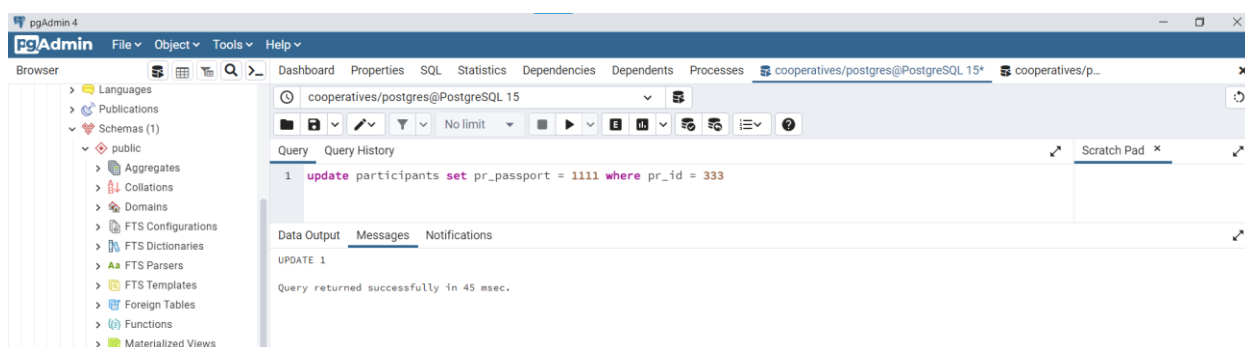 pgAdmin 4
pgAdmin File Object Tools Help
Browser Dashboard Properties SQL Statistics Dependencies Dependents Processes cooperatives/postgres@PostgreSQL 15* cooperatives/p...
Languages
cooperatives/postgres@PostgreSQL 15
Publications
Schemas (1)
No limit
public
Query Query History Scratch Pad
Aggregates
1 update participants set pr_passport = 1111 where pr_id = 333
Collations
Domains
FTS Configurations
Data Output Messages Notifications
FTS Dictionaries
UPDATE 1
Aa FTS Parsers
FTS Templates
Query returned successfully in 45 msec.
Foreign Tables
Functions
Materialized Views